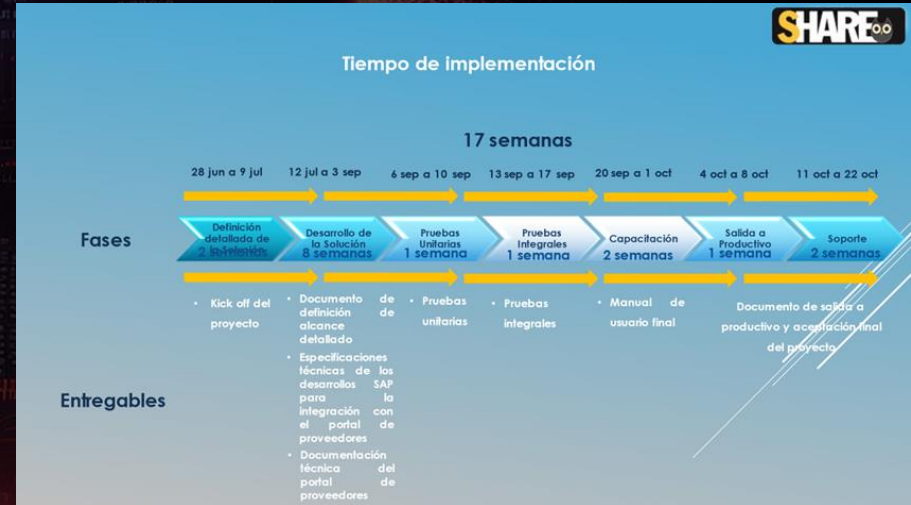 SHARE
Tiempo de implementación
17 semanas
28 jun a 9 jul
12 jul a 3 sep
6 sep a 10 sep
13 sep a 17 sep
20 sep a 1 oct
4 oct a 8 oct
11 oct a 22 oct
Fases
Definición
detallada de
la Solución
2 semanas
Desarrollo de
la Solución
8 semanas
Pruebas
Unitarias
1 semana
Pruebas
Integrales
1 semana
Capacitación
2 semanas
Salida a
Productivo
1 semana
Soporte
2 semanas
Entregables
• Kick off del
proyecto
• Documento de
definición de
alcance
detallado
• Especificaciones
técnicas de los
desarrollos SAP
para la
integración con
el portal de
proveedores
• Documentación
técnica del
portal de
proveedores
• Pruebas
unitarias
• Pruebas
integrales
• Manual de
usuario final
Documento de salida a
productivo y aceptación final
del proyecto